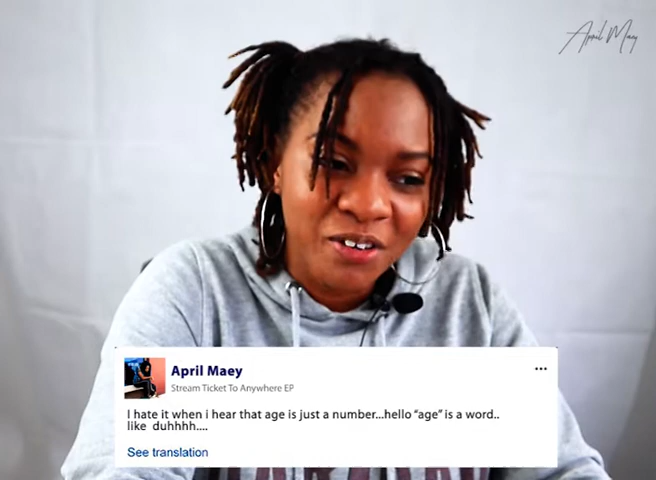 April Maey
April Maey
Stream Ticket To Anywhere EP
I hate it when i hear that age is just a number...hello “age” is a word..
like duhhhh....
See translation